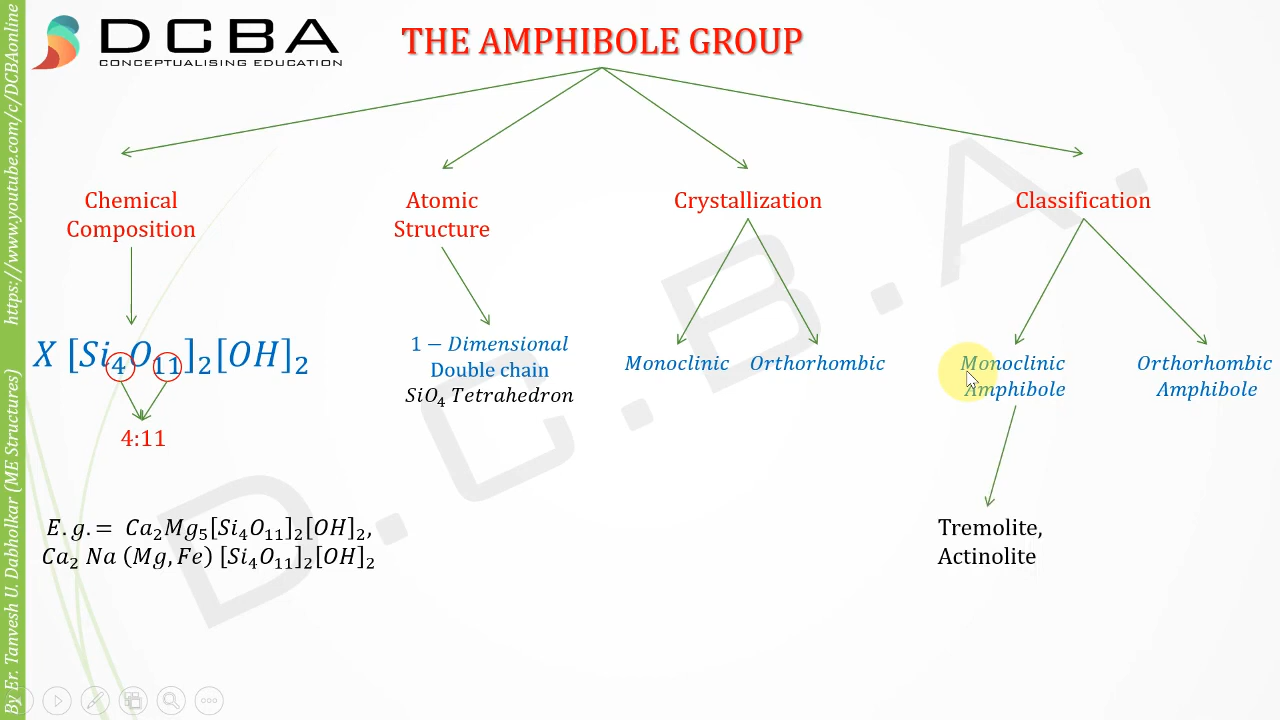 By Er. Tanvesh U. Dabholkar (ME Structures) https://www.youtube.com/c/DCBAonline
DCBA
CONCEPTUALISING EDUCATION
THE AMPHIBOLE GROUP
Chemical
Composition
X [Si₄O₁₁]₂[OH]₂
4:11
E.g.= Ca₂Mg₅[Si₄O₁₁]₂[OH]₂,
Ca₂ Na (Mg, Fe) [Si₄O₁₁]₂[OH]₂
Atomic
Structure
1 − Dimensional
Double chain
SiO₄ Tetrahedron
Crystallization
Monoclinic Orthorhombic
Classification
Monoclinic
Amphibole
Orthorhombic
Amphibole
Tremolite,
Actinolite
D.C.B.A.